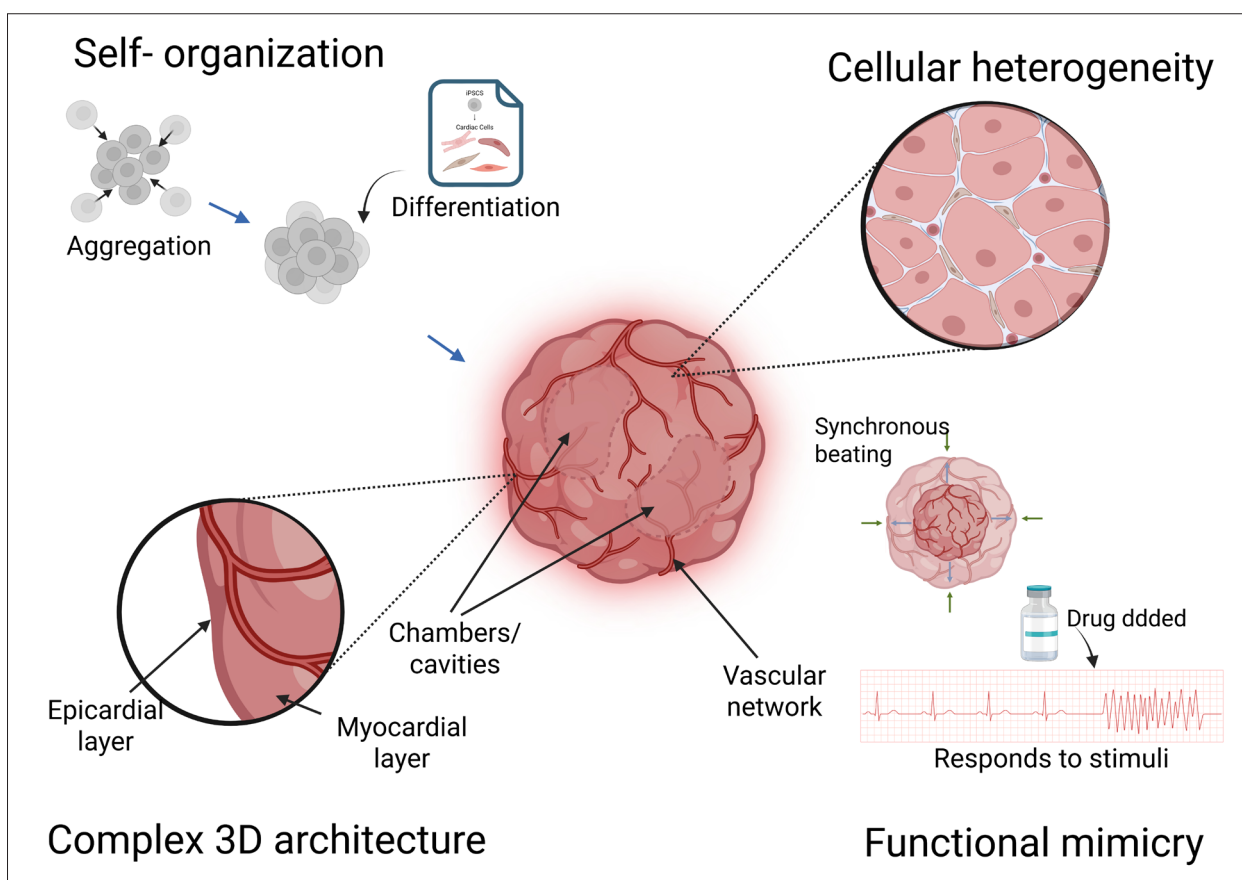 Self- organization
Cellular heterogeneity
iPSCS
Cardiac Cells
Differentiation
Aggregation
Synchronous
beating
Drug ddded
Chambers/
cavities
Vascular
network
Epicardial
layer
Myocardial
layer
Responds to stimuli
Complex 3D architecture
Functional mimicry